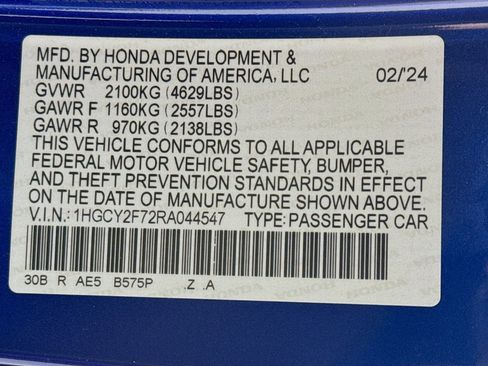 MFD. BY HONDA DEVELOPMENT &
MANUFACTURING OF AMERICA, LLC 02/'24
GVWR 2100KG (4629LBS)
GAWR F 1160KG (2557LBS)
GAWR R 970KG (2138LBS)
THIS VEHICLE CONFORMS TO ALL APPLICABLE
FEDERAL MOTOR VEHICLE SAFETY, BUMPER,
AND THEFT PREVENTION STANDARDS IN EFFECT
ON THE DATE OF MANUFACTURE SHOWN ABOVE.
V.I.N.: 1HGCY2F72RA044547 TYPE: PASSENGER CAR
30B R AE5 B575P .Z .A